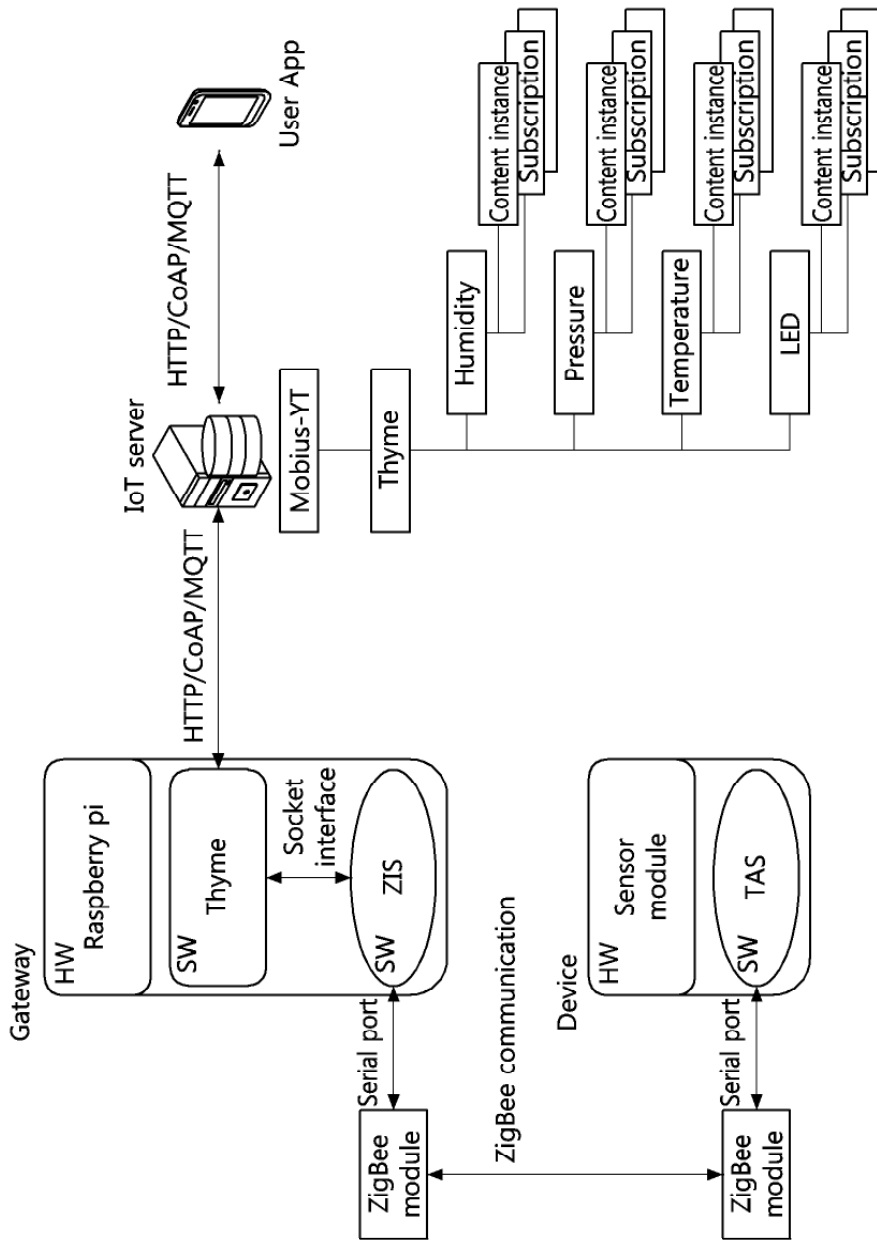 Gateway
HW
Raspberry pi
SW
Thyme
Socket
interface
SW
ZIS
Serial port
ZigBee
module
ZigBee communication
Device
HW
Sensor
module
SW
TAS
Serial port
ZigBee
module
HTTP/CoAP/MQTT
IoT server
HTTP/CoAP/MQTT
User App
Mobius-YT
Thyme
Humidity
Content instance
Subscription
Pressure
Content instance
Subscription
Temperature
Content instance
Subscription
LED
Content instance
Subscription